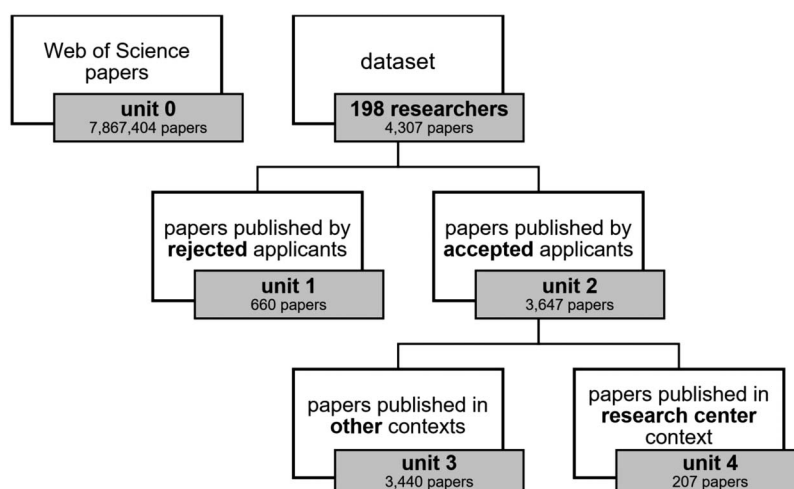 Web of Science
papers
unit 0
7,867,404 papers
dataset
198 researchers
4,307 papers
papers published by
rejected applicants
unit 1
660 papers
papers published by
accepted applicants
unit 2
3,647 papers
papers published in
other contexts
unit 3
3,440 papers
papers published in
research center
context
unit 4
207 papers